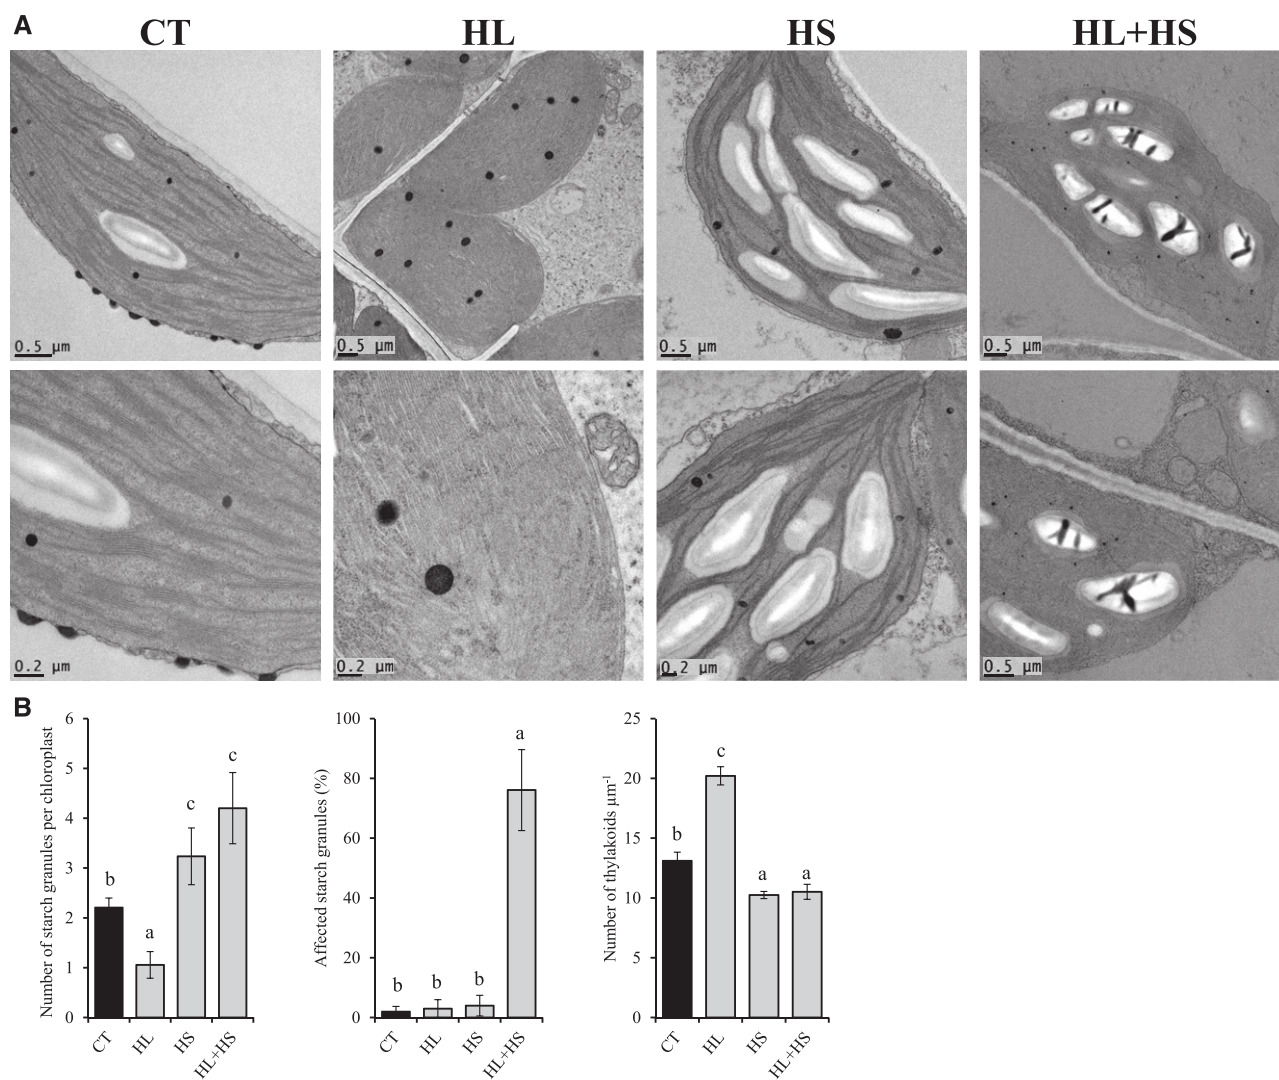 A
CT HL HS HL+HS
0.5 µm 0.5 µm 0.5 µm 0.5 µm
0.2 µm 0.2 µm 0.2 µm 0.5 µm
B
Number of starch granules per chloroplast
6
5
4
3
2
1
0
b
a
c
c
CT HL HS HL+HS
Affected starch granules (%)
100
80
60
40
20
0
b
b
b
a
CT HL HS HL+HS
Number of thylakoids µm-1
25
20
15
10
5
0
b
c
a
a
CT HL HS HL+HS